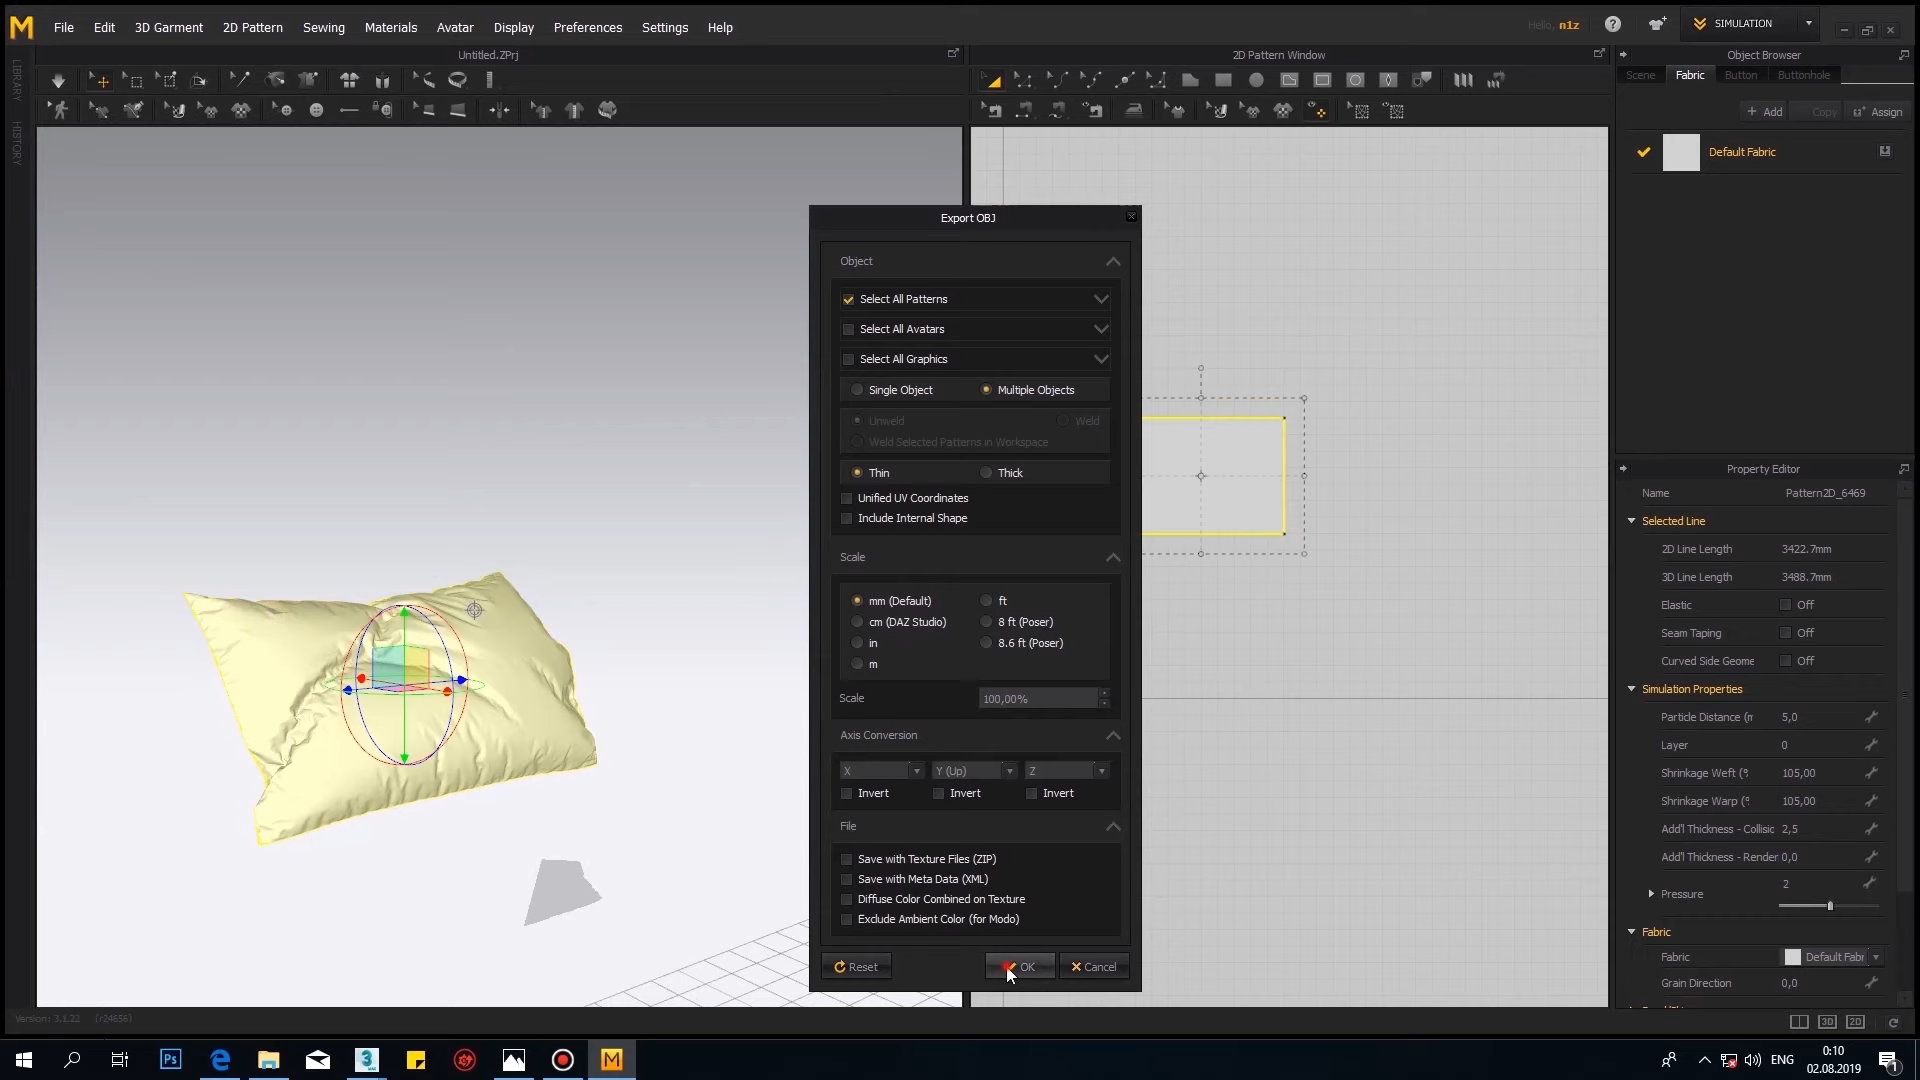 File Edit 3D Garment 2D Pattern Sewing Materials Avatar Display Preferences Settings Help
Hello, n1z
SIMULATION
Untitled.ZPrj
2D Pattern Window
Object Browser
LIBRARY
HISTORY
Scene Fabric Button Buttonhole
+ Add Copy Assign
Default Fabric
Export OBJ
Object
Select All Patterns
Select All Avatars
Select All Graphics
Single Object Multiple Objects
Unweld Weld
Weld Selected Patterns in Workspace
Thin Thick
Unified UV Coordinates
Include Internal Shape
Scale
mm (Default) ft
cm (DAZ Studio) 8 ft (Poser)
in 8.6 ft (Poser)
m
Scale 100,00%
Axis Conversion
X Y (Up) Z
Invert Invert Invert
File
Save with Texture Files (ZIP)
Save with Meta Data (XML)
Diffuse Color Combined on Texture
Exclude Ambient Color (for Modo)
Reset OK Cancel
Property Editor
Name Pattern2D_6469
Selected Line
2D Line Length 3422.7mm
3D Line Length 3488.7mm
Elastic Off
Seam Taping Off
Curved Side Geome Off
Simulation Properties
Particle Distance (m 5,0
Layer 0
Shrinkage Weft (% 105,00
Shrinkage Warp (% 105,00
Add'l Thickness - Collisic 2,5
Add'l Thickness - Render 0,0
Pressure 2
Fabric
Fabric Default Fabr
Grain Direction 0,0
Version: 3.1.22 (r24656)
3D 2D
Ps
3
M
ENG
0:10
02.08.2019
1